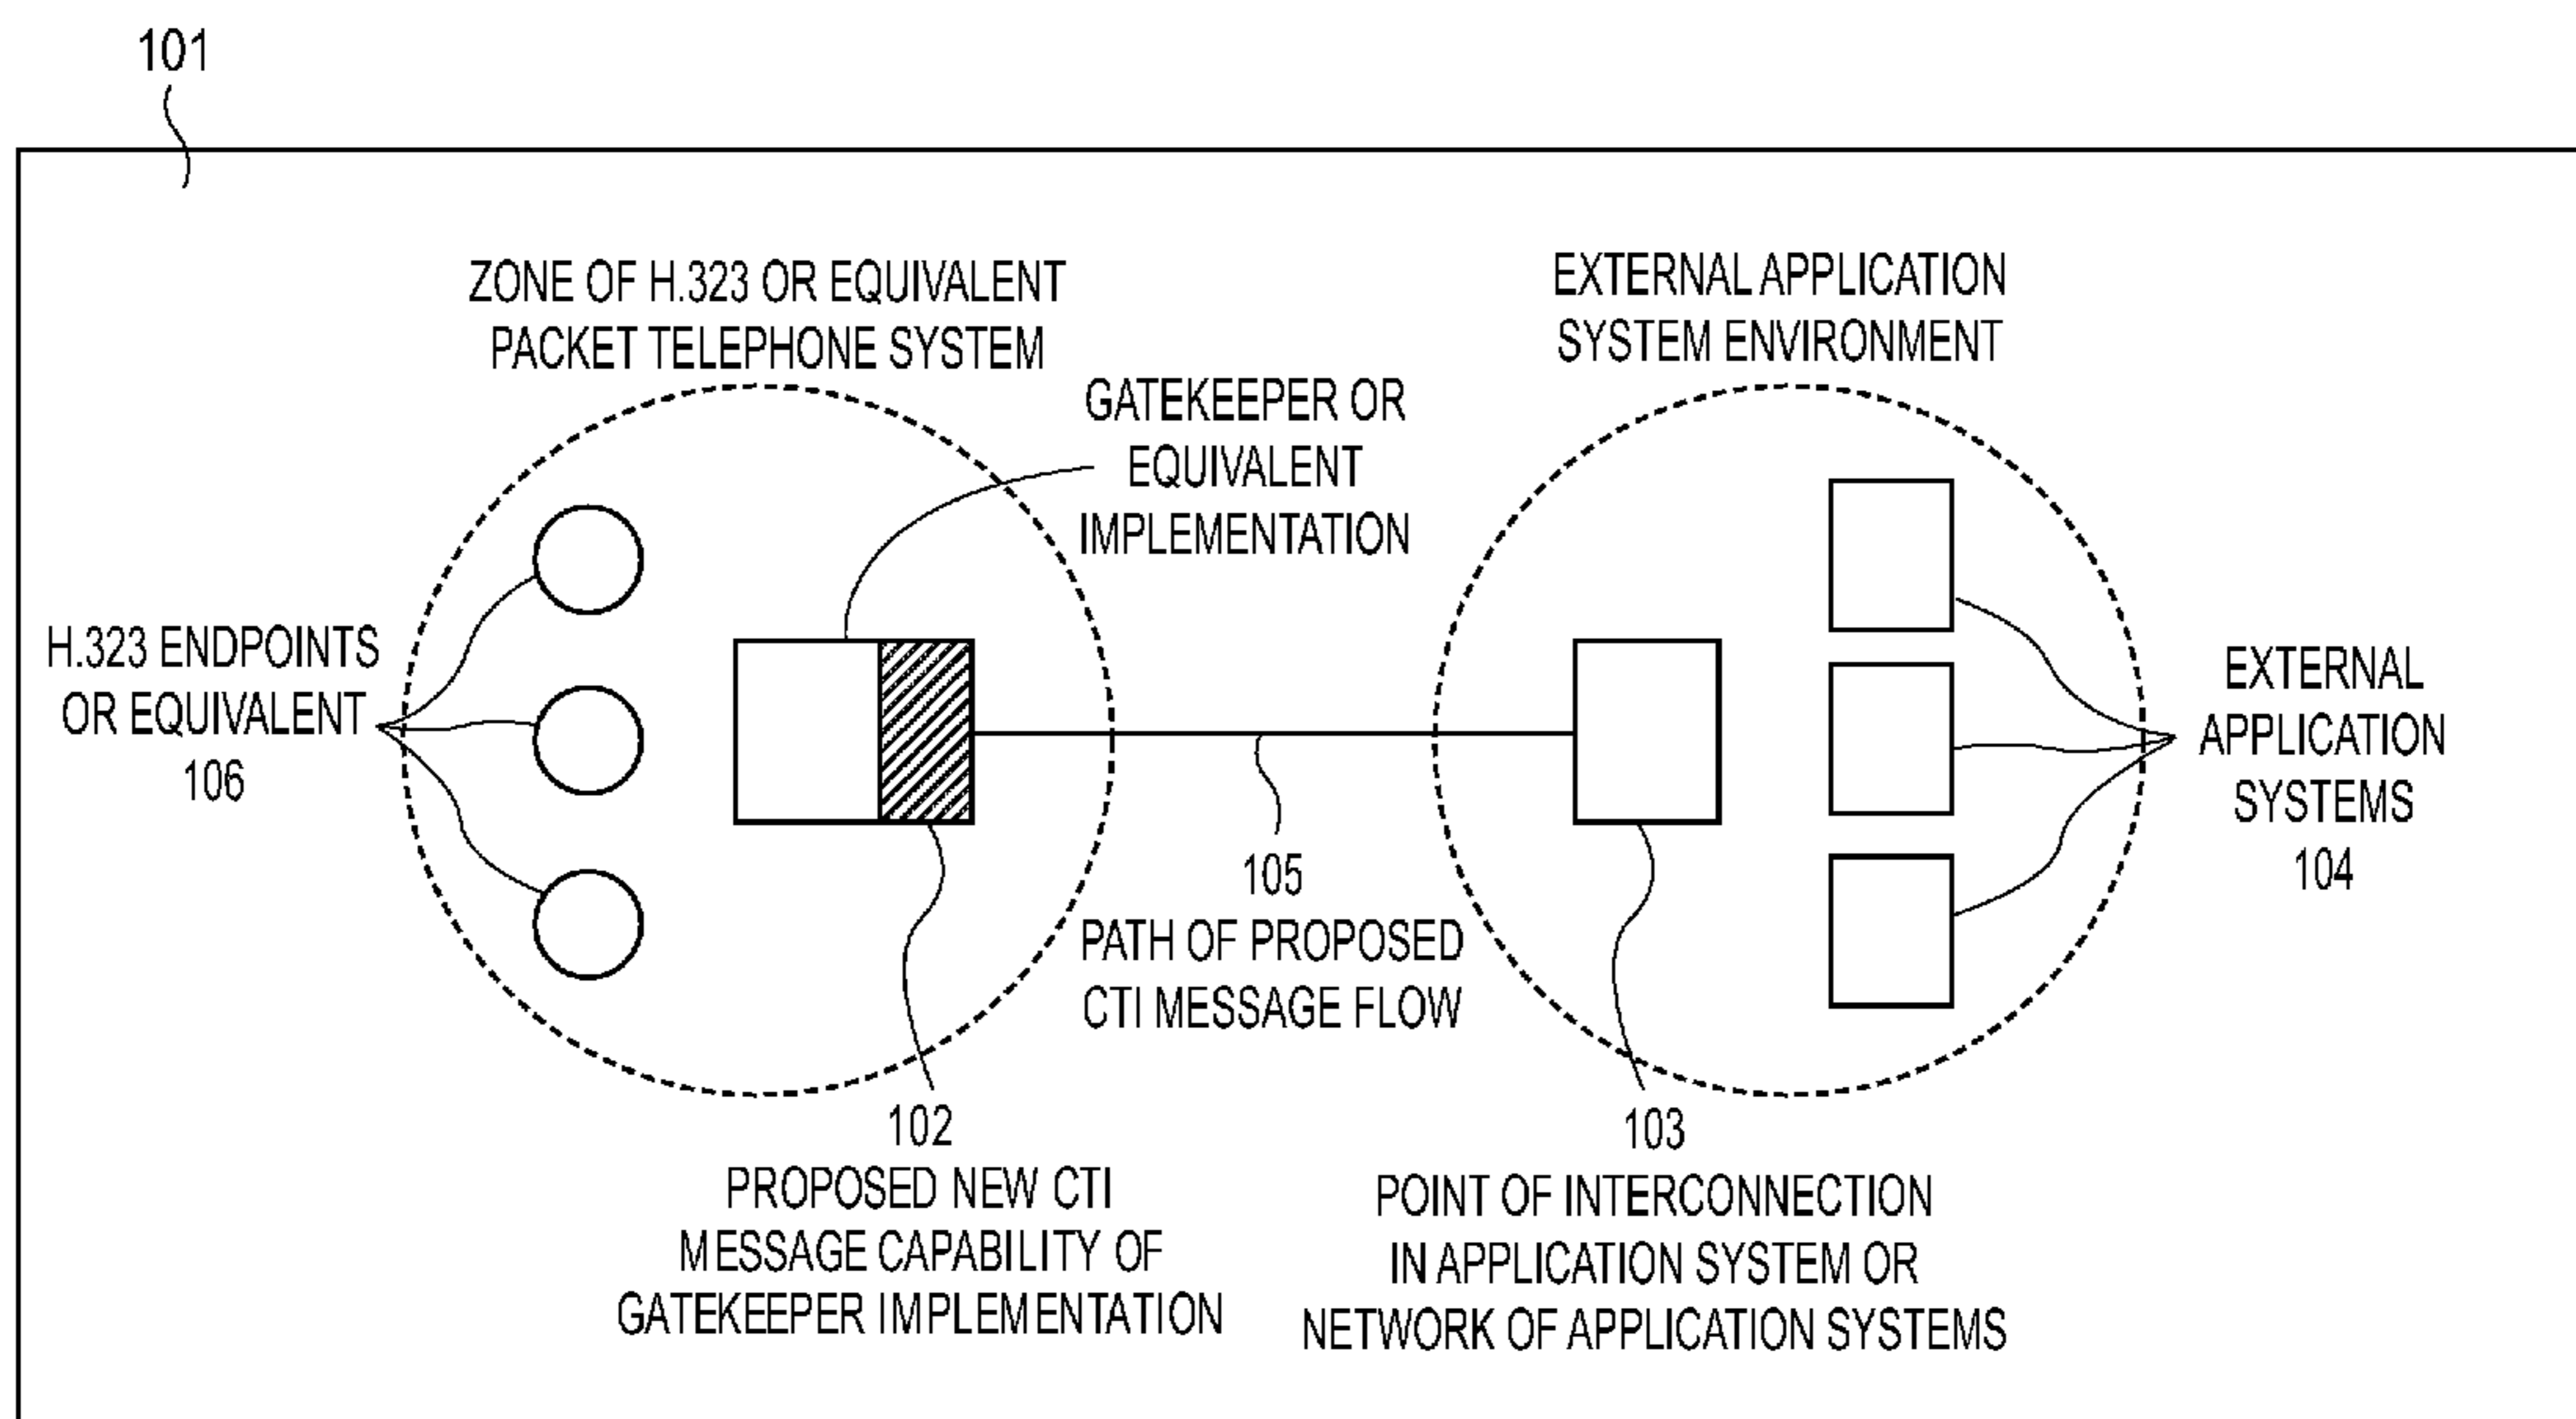 101
ZONE OF H.323 OR EQUIVALENT
PACKET TELEPHONE SYSTEM
EXTERNAL APPLICATION
SYSTEM ENVIRONMENT
GATEKEEPER OR
EQUIVALENT
IMPLEMENTATION
H.323 ENDPOINTS
OR EQUIVALENT
106
EXTERNAL
APPLICATION
SYSTEMS
104
105
PATH OF PROPOSED
CTI MESSAGE FLOW
102
PROPOSED NEW CTI
MESSAGE CAPABILITY OF
GATEKEEPER IMPLEMENTATION
103
POINT OF INTERCONNECTION
IN APPLICATION SYSTEM OR
NETWORK OF APPLICATION SYSTEMS